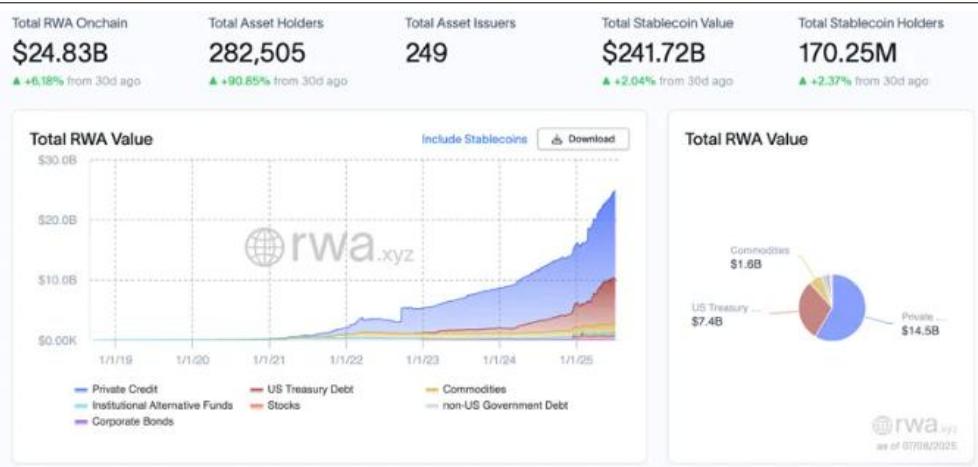 Total RWA Onchain
$24.83B
▲ +6.18% from 30d ago
Total Asset Holders
282,505
▲ +90.85% from 30d ago
Total Asset Issuers
249
Total Stablecoin Value
$241.72B
▲ +2.04% from 30d ago
Total Stablecoin Holders
170.25M
▲ +2.37% from 30d ago
Total RWA Value
Include Stablecoins
Download
$30.0B
$20.0B
$10.0B
$0.00K
rwa.xyz
1/1/19 1/1/20 1/1/21 1/1/22 1/1/23 1/1/24 1/1/25
Private Credit US Treasury Debt Commodities
Institutional Alternative Funds Stocks non-US Government Debt
Corporate Bonds
Total RWA Value
Commodities
$1.6B
US Treasury ...
$7.4B
Private ...
$14.5B
rwa.xyz
as of 07/08/2025